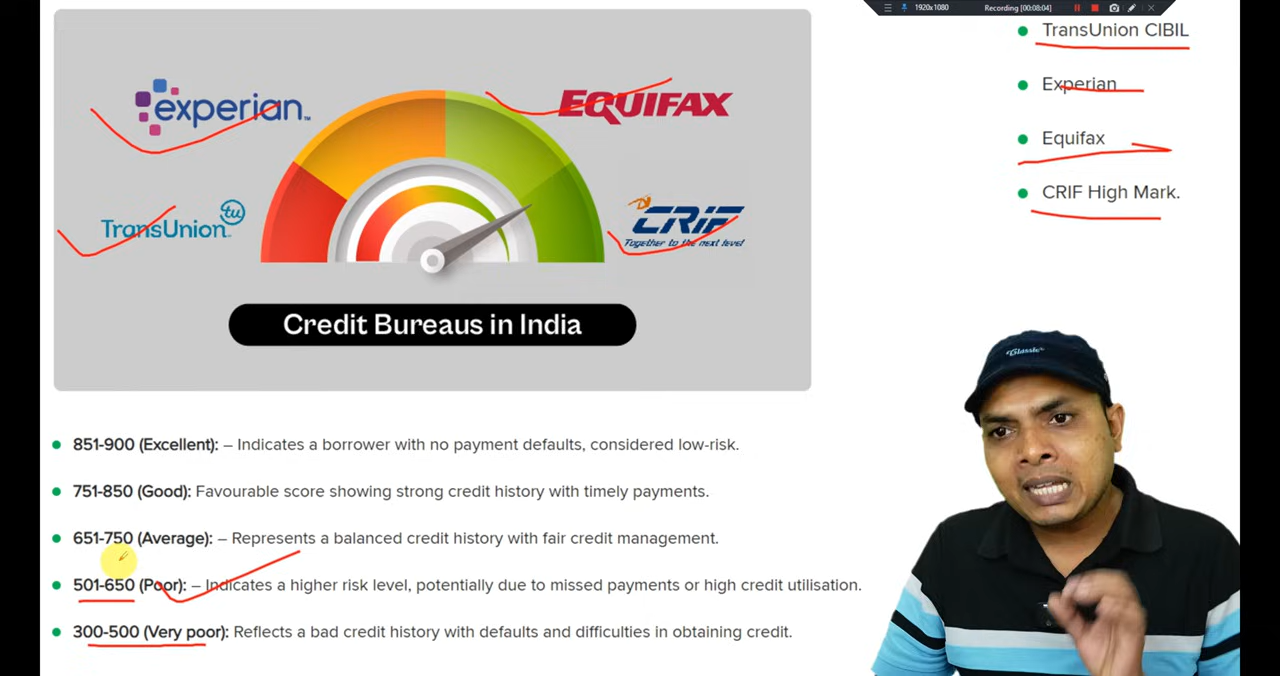 1920x1080
Recording [00:08:04]
TransUnion CIBIL
Experian
Equifax
CRIF High Mark.
experian™
EQUIFAX
TransUnion tu
CRIF
Together to the next level
Credit Bureaus in India
851-900 (Excellent): – Indicates a borrower with no payment defaults, considered low-risk.
751-850 (Good): Favourable score showing strong credit history with timely payments.
651-750 (Average): – Represents a balanced credit history with fair credit management.
501-650 (Poor): – Indicates a higher risk level, potentially due to missed payments or high credit utilisation.
300-500 (Very poor): Reflects a bad credit history with defaults and difficulties in obtaining credit.
Classic